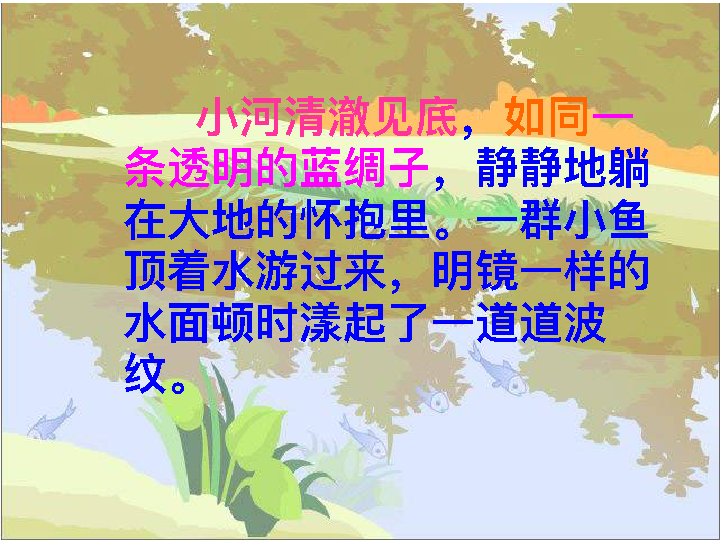 小河清澈见底，如同一
条透明的蓝绸子，静静地躺
在大地的怀抱里。一群小鱼
顶着水游过来，明镜一样的
水面顿时漾起了一道道波
纹。